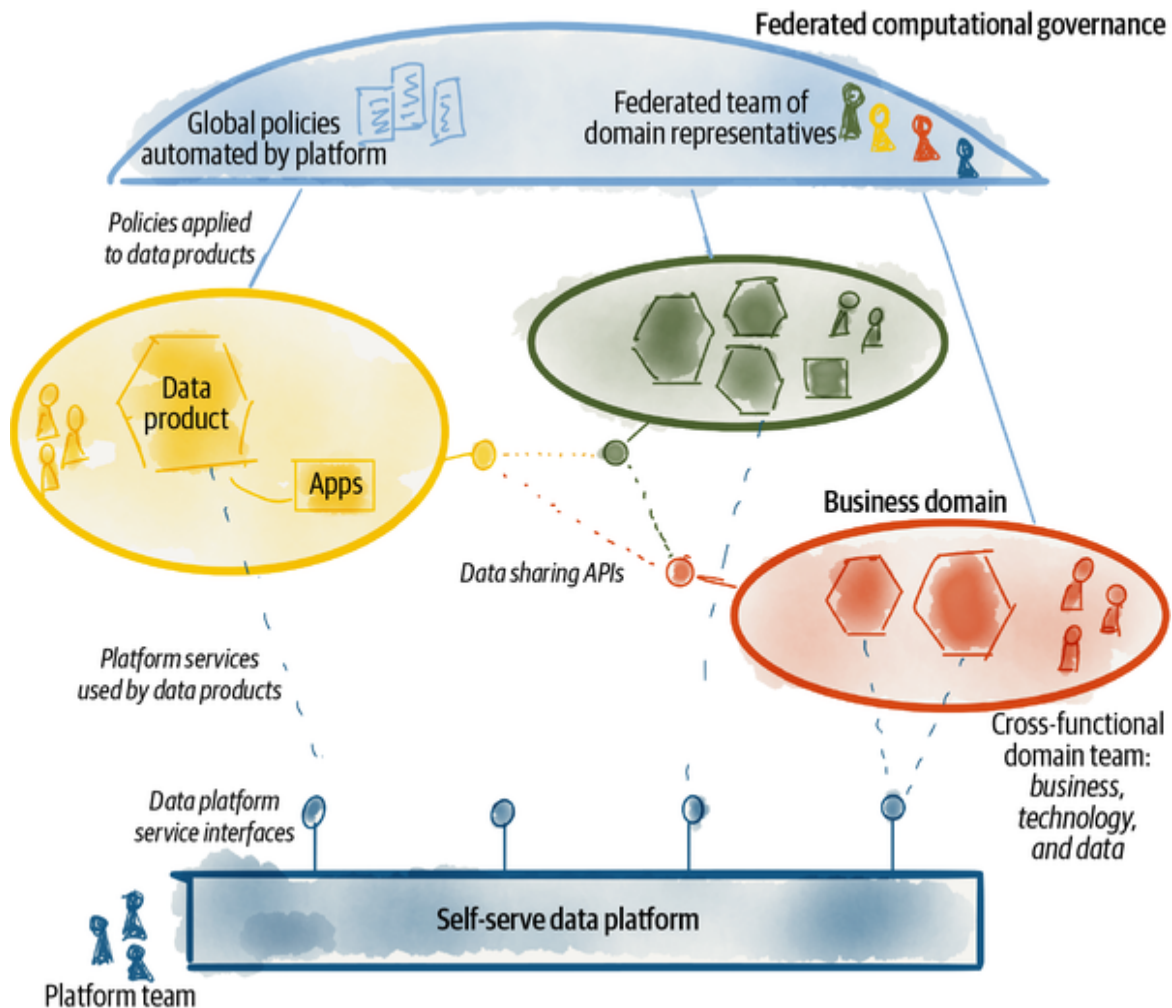 Federated computational governance
Global policies
automated by platform
Federated team of
domain representatives
Policies applied
to data products
Data
product
Apps
Business domain
Data sharing APIs
Platform services
used by data products
Cross-functional
domain team:
business,
technology,
and data
Data platform
service interfaces
Self-serve data platform
Platform team